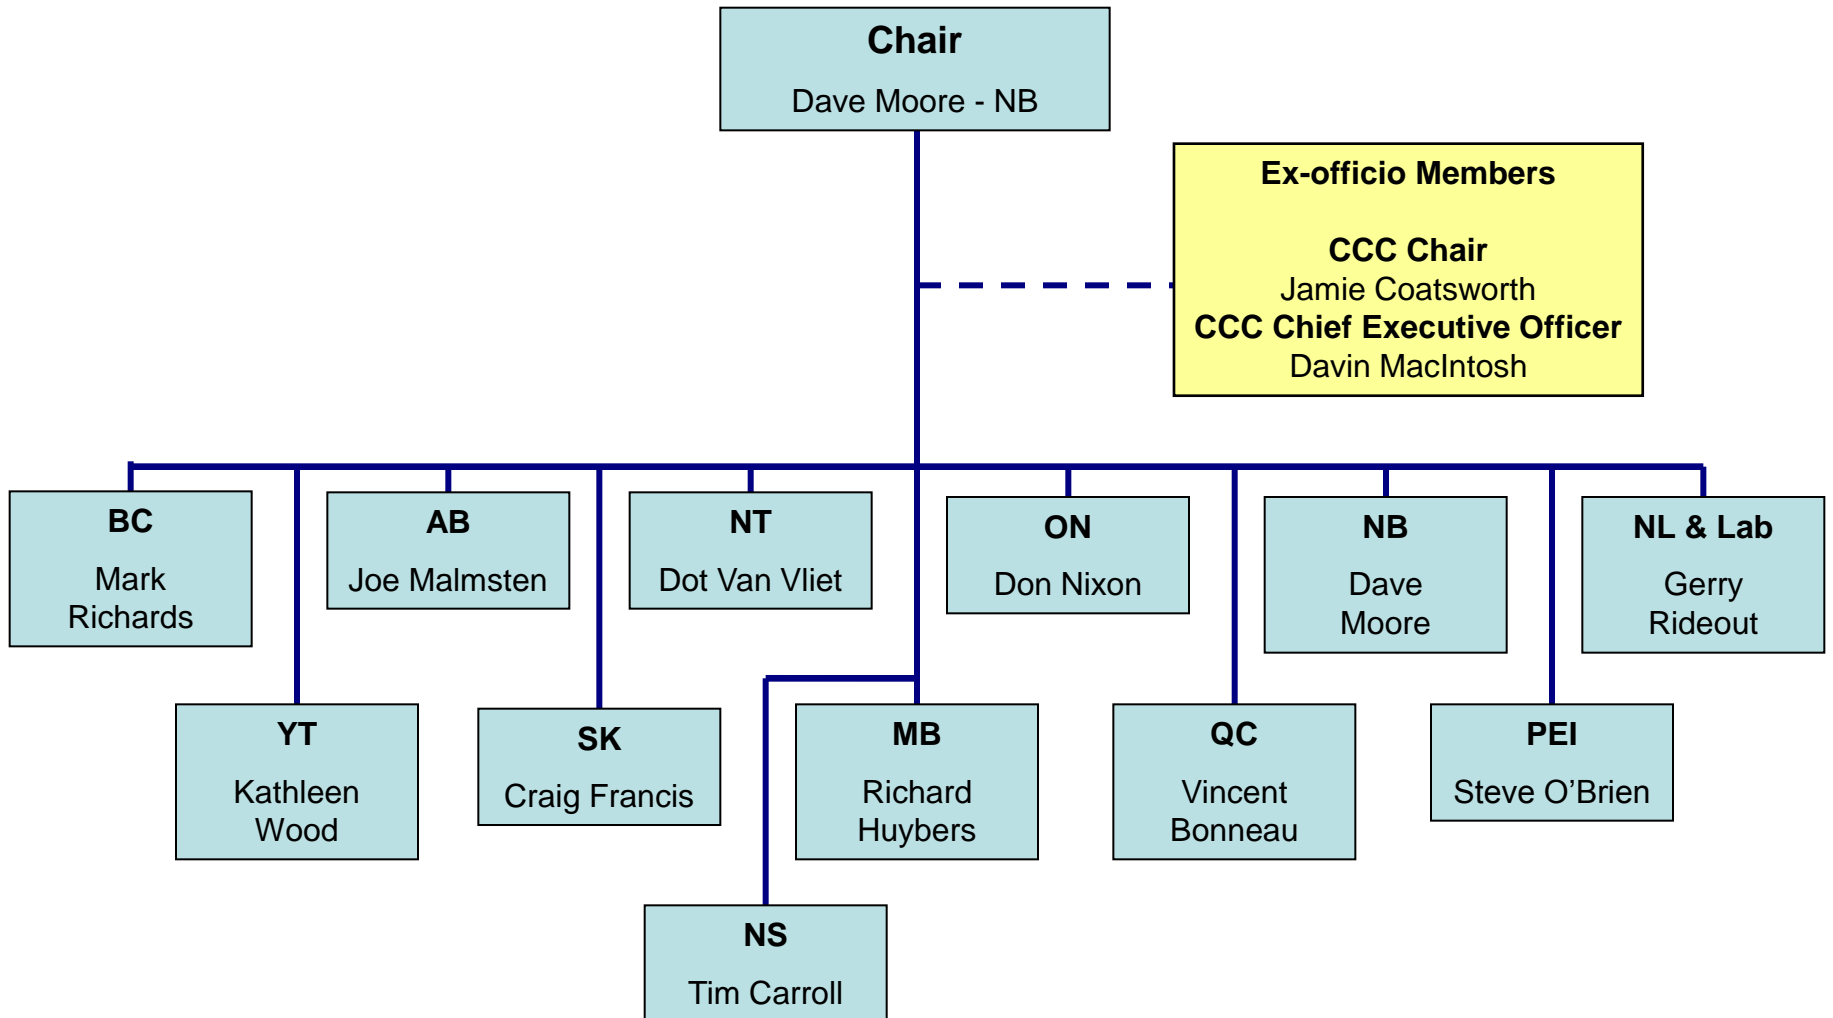 Chair
Dave Moore - NB
Ex-officio Members
CCC Chair
Jamie Coatsworth
CCC Chief Executive Officer
Davin MacIntosh
BC
Mark
Richards
AB
Joe Malmsten
NT
Dot Van Vliet
ON
Don Nixon
NB
Dave
Moore
NL & Lab
Gerry
Rideout
YT
Kathleen
Wood
SK
Craig Francis
MB
Richard
Huybers
QC
Vincent
Bonneau
PEI
Steve O’Brien
NS
Tim Carroll